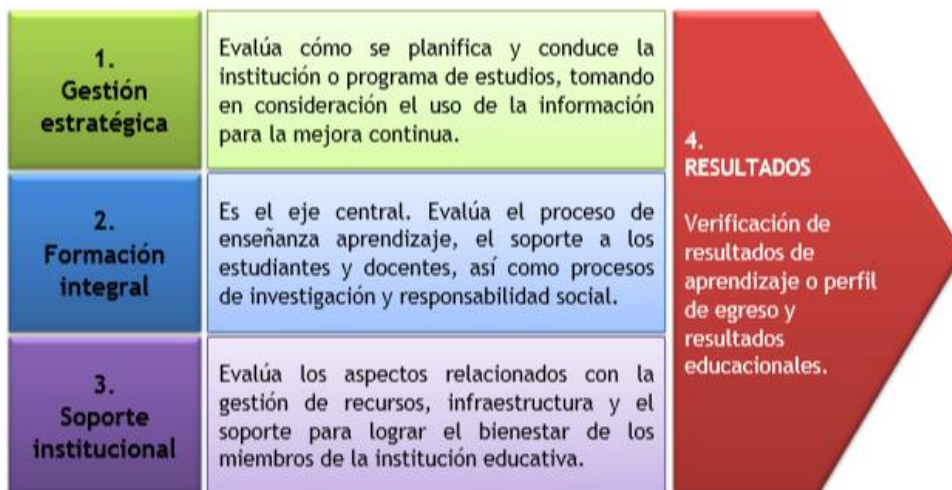 1.
Gestión
estratégica
Evalúa cómo se planifica y conduce la
institución o programa de estudios, tomando
en consideración el uso de la información
para la mejora continua.
2.
Formación
integral
Es el eje central. Evalúa el proceso de
enseñanza aprendizaje, el soporte a los
estudiantes y docentes, así como procesos
de investigación y responsabilidad social.
3.
Soporte
institucional
Evalúa los aspectos relacionados con la
gestión de recursos, infraestructura y el
soporte para lograr el bienestar de los
miembros de la institución educativa.
4.
RESULTADOS
Verificación de
resultados de
aprendizaje o perfil
de egreso y
resultados
educacionales.